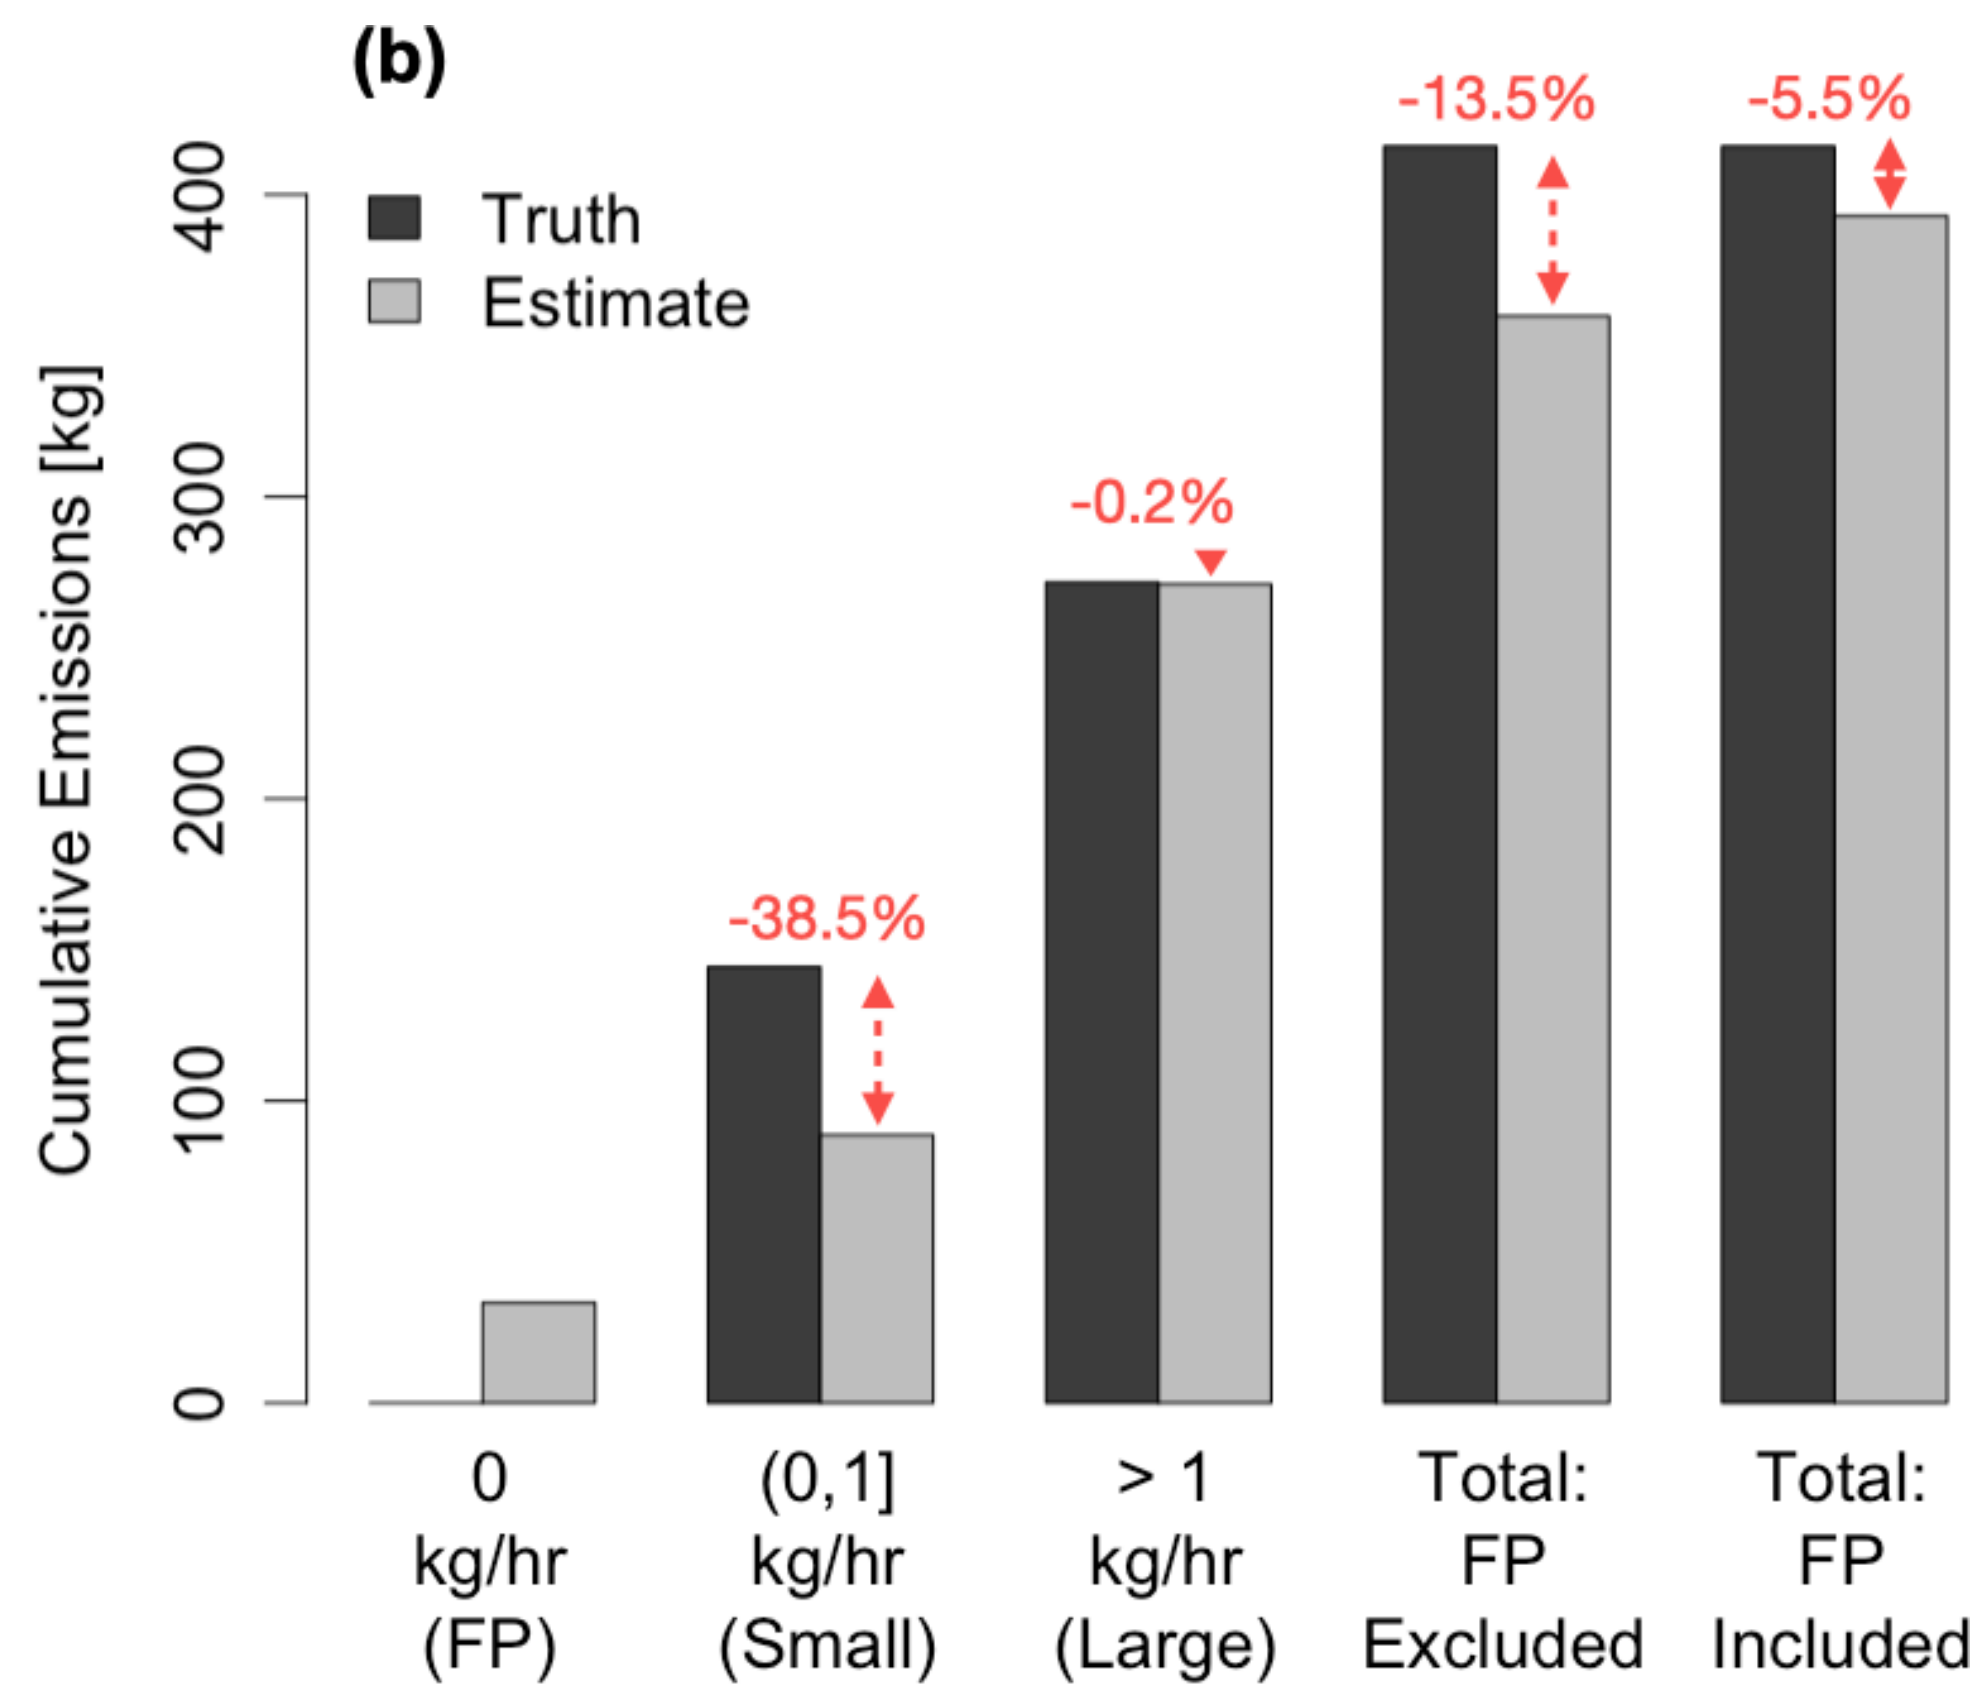 (b)
-13.5%
-5.5%
Truth
Estimate
-0.2%
-38.5%
Cumulative Emissions [kg]
400
300
200
100
0
0
kg/hr
(FP)
(0,1]
kg/hr
(Small)
> 1
kg/hr
(Large)
Total:
FP
Excluded
Total:
FP
Included